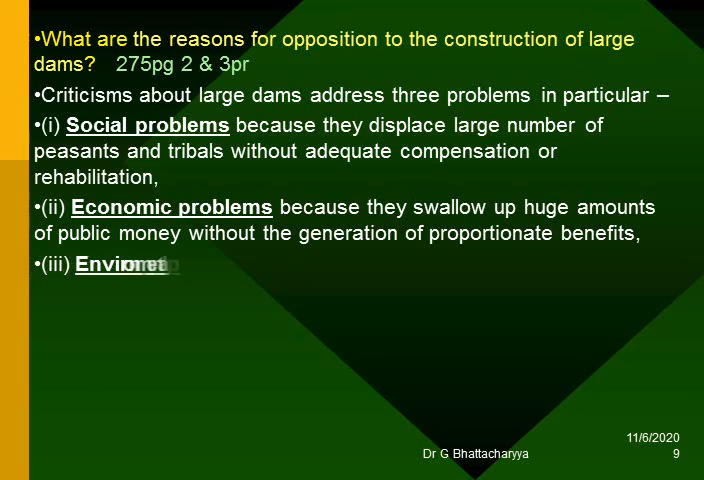 •What are the reasons for opposition to the construction of large
dams? 275pg 2 & 3pr
•Criticisms about large dams address three problems in particular –
•(i) Social problems because they displace large number of
peasants and tribals without adequate compensation or
rehabilitation,
•(ii) Economic problems because they swallow up huge amounts
of public money without the generation of proportionate benefits,
•(iii)
11/6/2020
Dr G Bhattacharyya 9